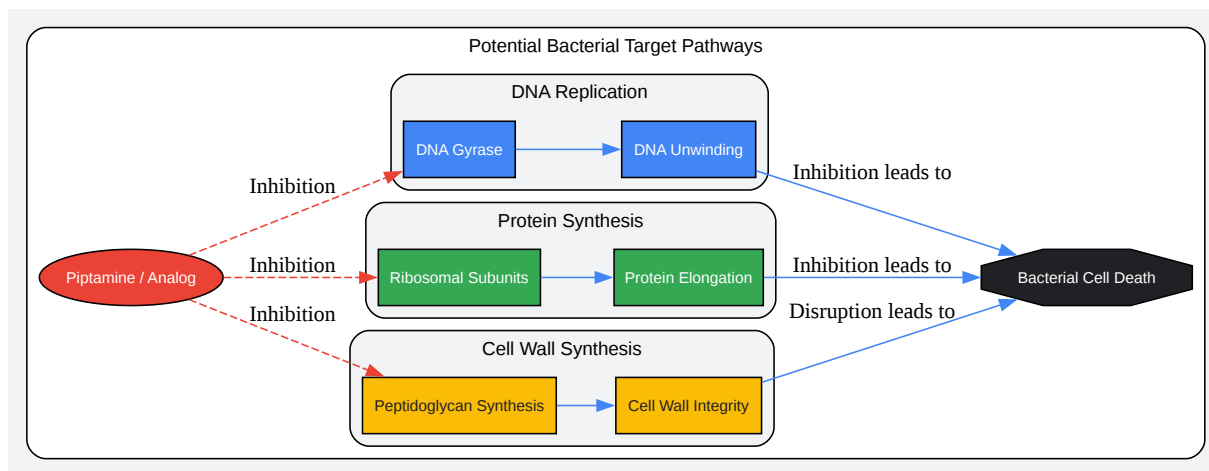 Potential Bacterial Target Pathways
DNA Replication
DNA Gyrase
DNA Unwinding
Inhibition leads to
Inhibition
Protein Synthesis
Piptamine / Analog
Inhibition
Ribosomal Subunits
Protein Elongation
Inhibition leads to
Bacterial Cell Death
Inhibition
Disruption leads to
Cell Wall Synthesis
Peptidoglycan Synthesis
Cell Wall Integrity